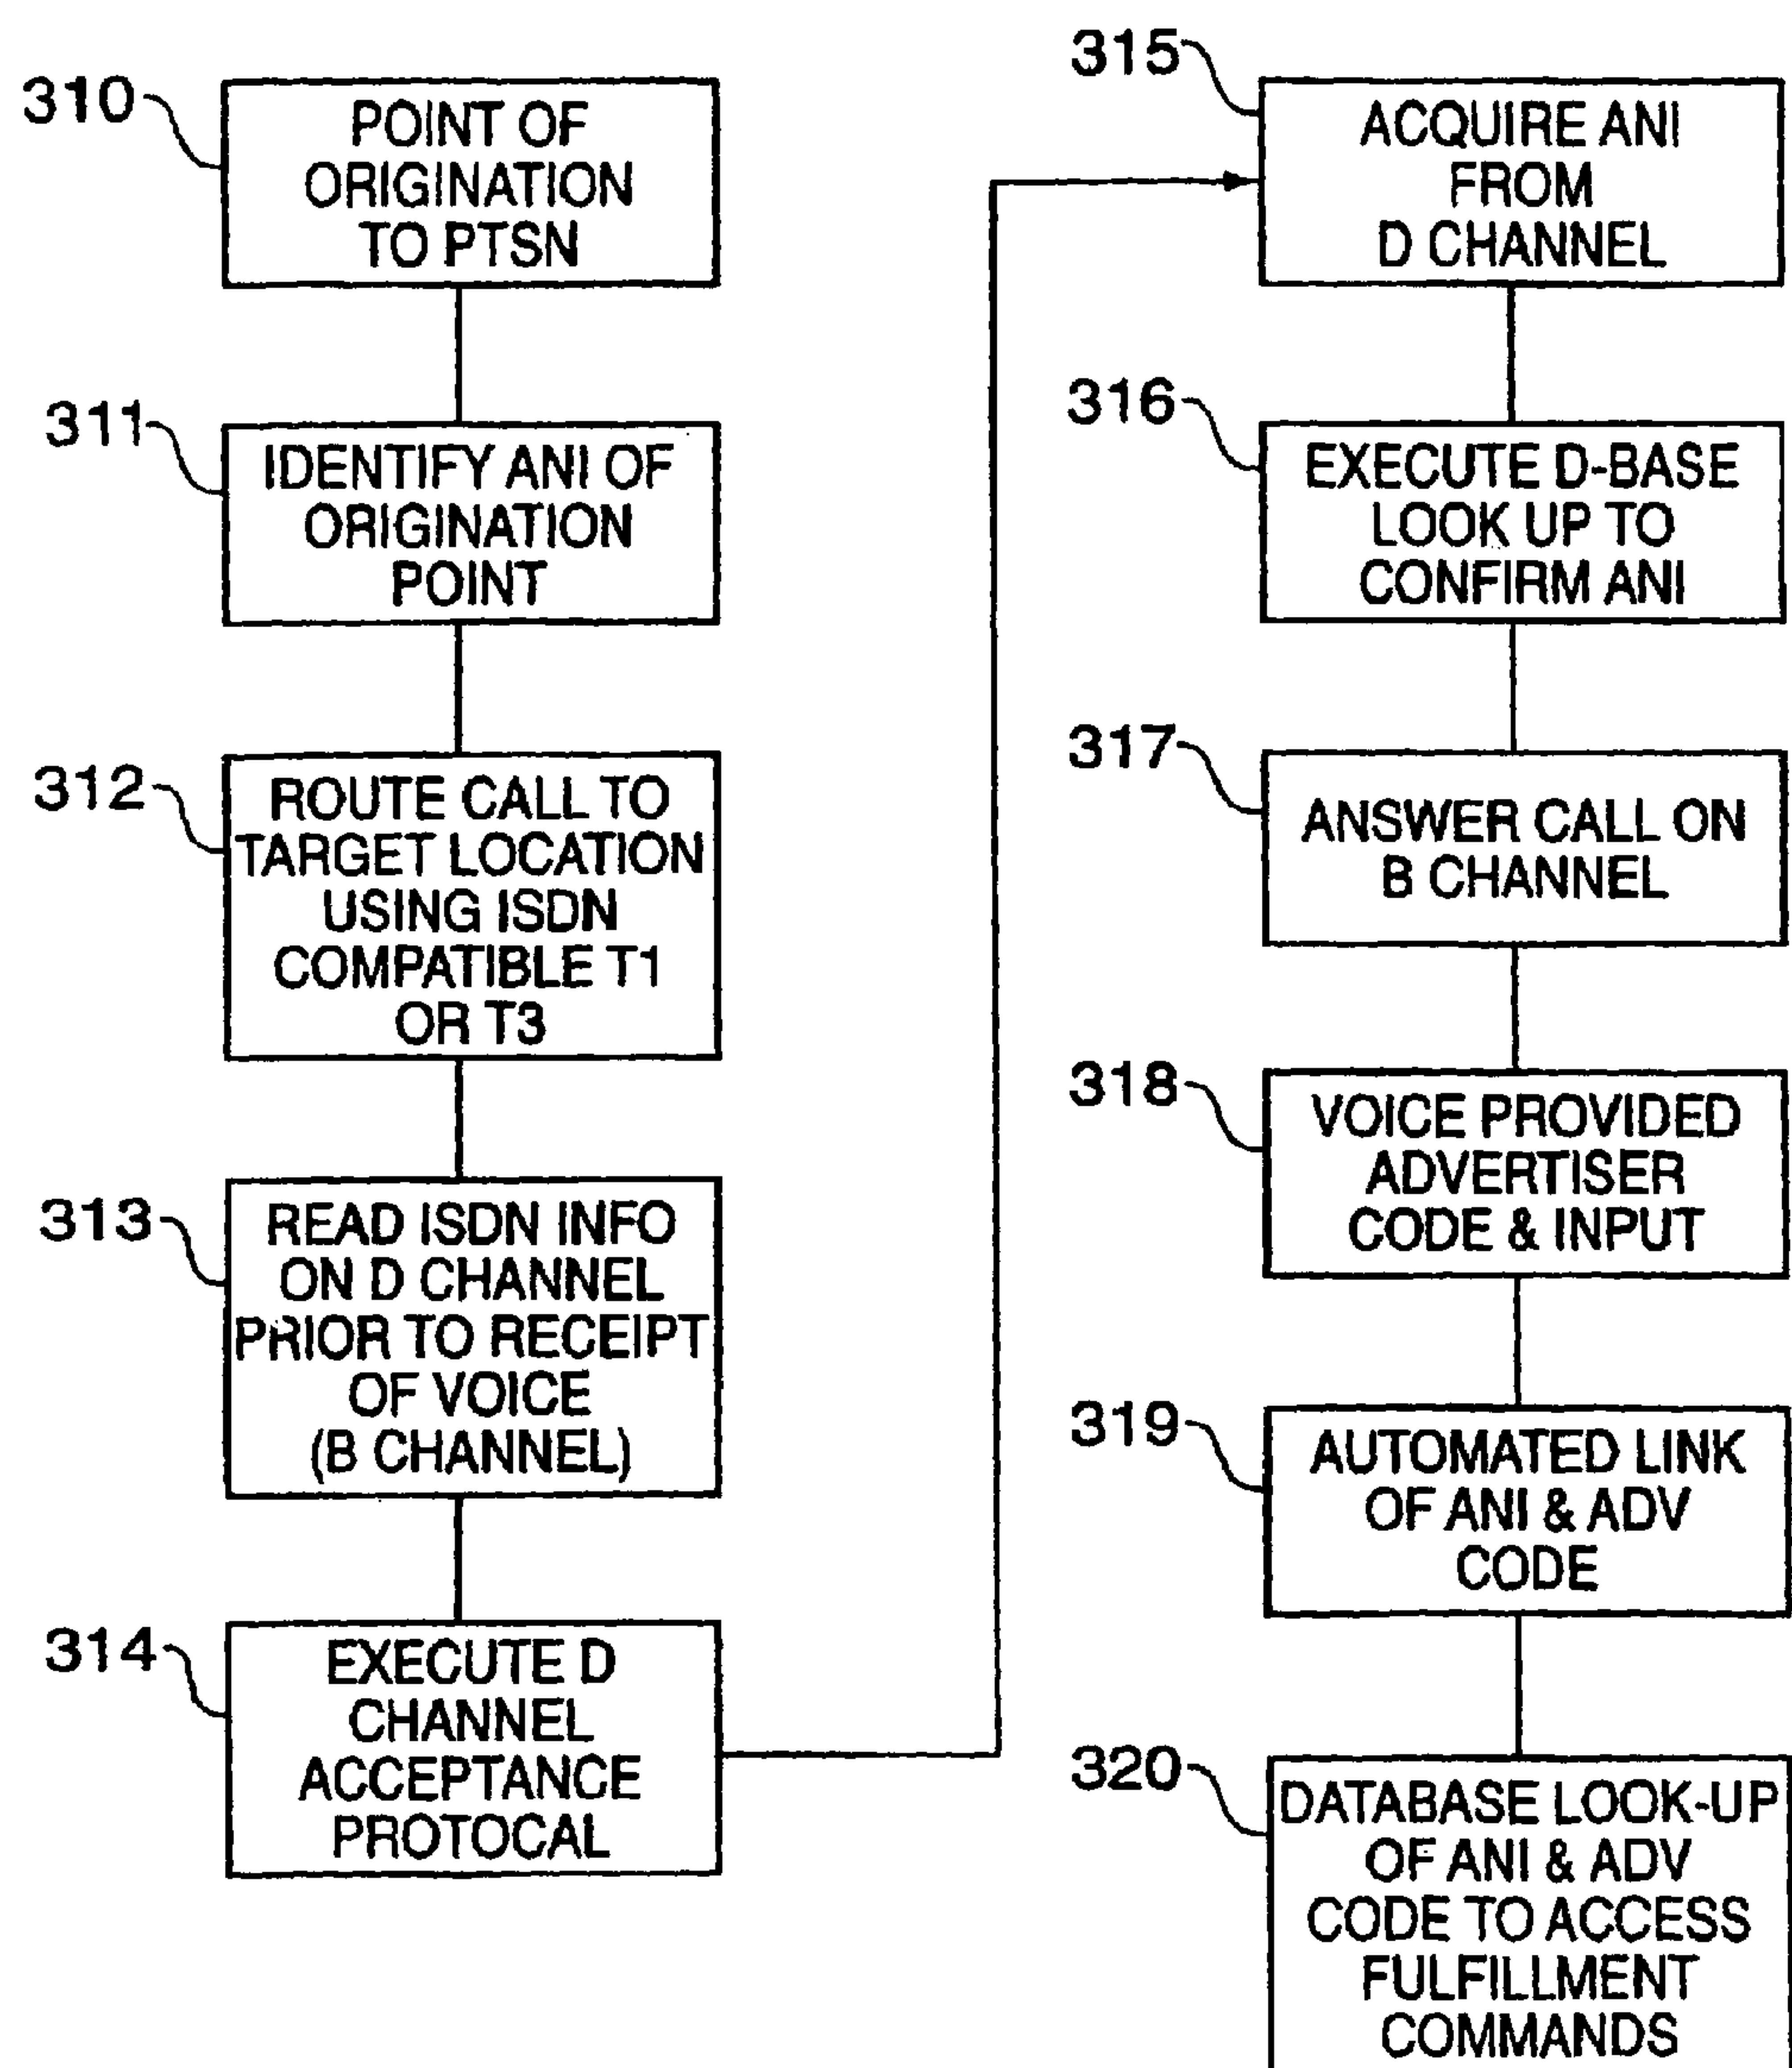 310
POINT OF
ORIGINATION
TO PTSN
311
IDENTIFY ANI OF
ORIGINATION
POINT
312
ROUTE CALL TO
TARGET LOCATION
USING ISDN
COMPATIBLE T1
OR T3
313
READ ISDN INFO
ON D CHANNEL
PRIOR TO RECEIPT
OF VOICE
(B CHANNEL)
314
EXECUTE D
CHANNEL
ACCEPTANCE
PROTOCAL
315
ACQUIRE ANI
FROM
D CHANNEL
316
EXECUTE D-BASE
LOOK UP TO
CONFIRM ANI
317
ANSWER CALL ON
B CHANNEL
318
VOICE PROVIDED
ADVERTISER
CODE & INPUT
319
AUTOMATED LINK
OF ANI & ADV
CODE
320
DATABASE LOOK-UP
OF ANI & ADV
CODE TO ACCESS
FULFILLMENT
COMMANDS